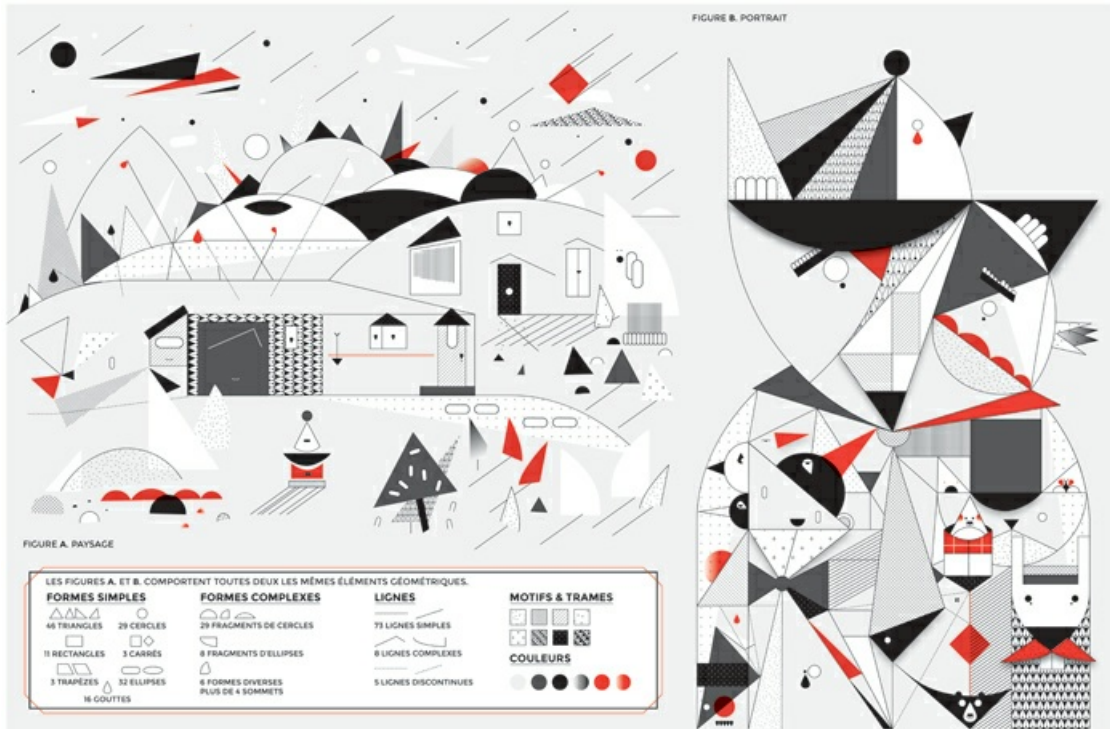 FIGURE B. PORTRAIT
FIGURE A. PAYSAGE
LES FIGURES A. ET B. COMPORTENT TOUTES DEUX LES MÊMES ÉLÉMENTS GÉOMÉTRIQUES.
FORMES SIMPLES
46 TRIANGLES 29 CERCLES
11 RECTANGLES 3 CARRÉS
3 TRAPÈZES 32 ELLIPSES
16 GOUTTES
FORMES COMPLEXES
29 FRAGMENTS DE CERCLES
8 FRAGMENTS D'ELLIPSES
6 FORMES DIVERSES
PLUS DE 4 SOMMETS
LIGNES
73 LIGNES SIMPLES
8 LIGNES COMPLEXES
5 LIGNES DISCONTINUES
MOTIFS & TRAMES
COULEURS